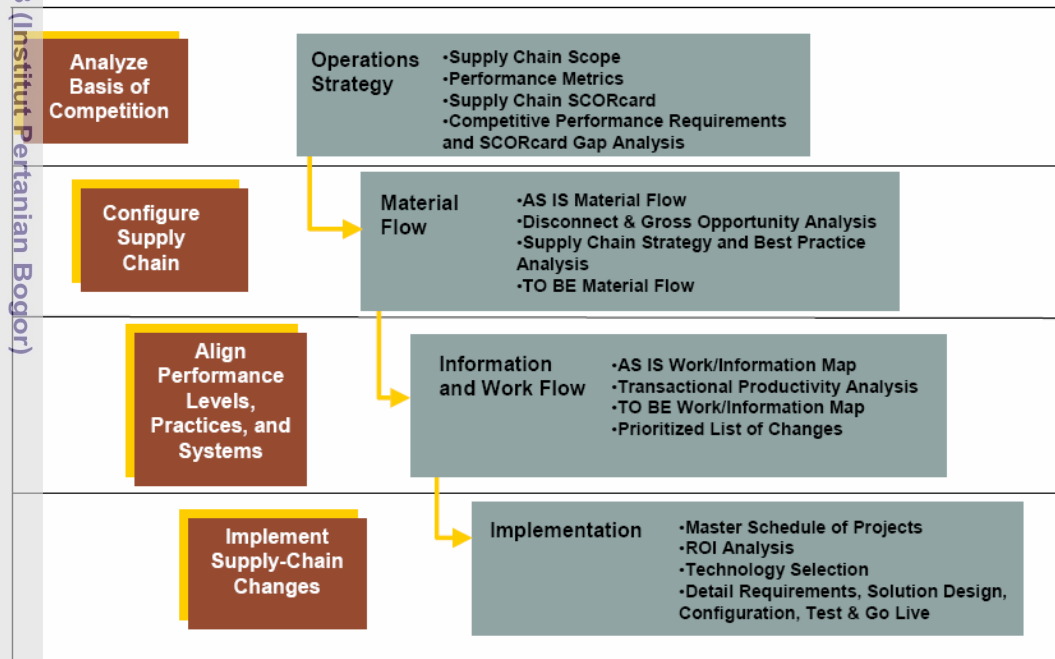 B (Institut Pertanian Bogor)
Analyze
Basis of
Competition
Operations
Strategy
•Supply Chain Scope
•Performance Metrics
•Supply Chain SCORcard
•Competitive Performance Requirements
and SCORcard Gap Analysis
Configure
Supply
Chain
Material
Flow
•AS IS Material Flow
•Disconnect & Gross Opportunity Analysis
•Supply Chain Strategy and Best Practice
Analysis
•TO BE Material Flow
Align
Performance
Levels,
Practices, and
Systems
Information
and Work Flow
•AS IS Work/Information Map
•Transactional Productivity Analysis
•TO BE Work/Information Map
•Prioritized List of Changes
Implement
Supply-Chain
Changes
Implementation
•Master Schedule of Projects
•ROI Analysis
•Technology Selection
•Detail Requirements, Solution Design,
Configuration, Test & Go Live